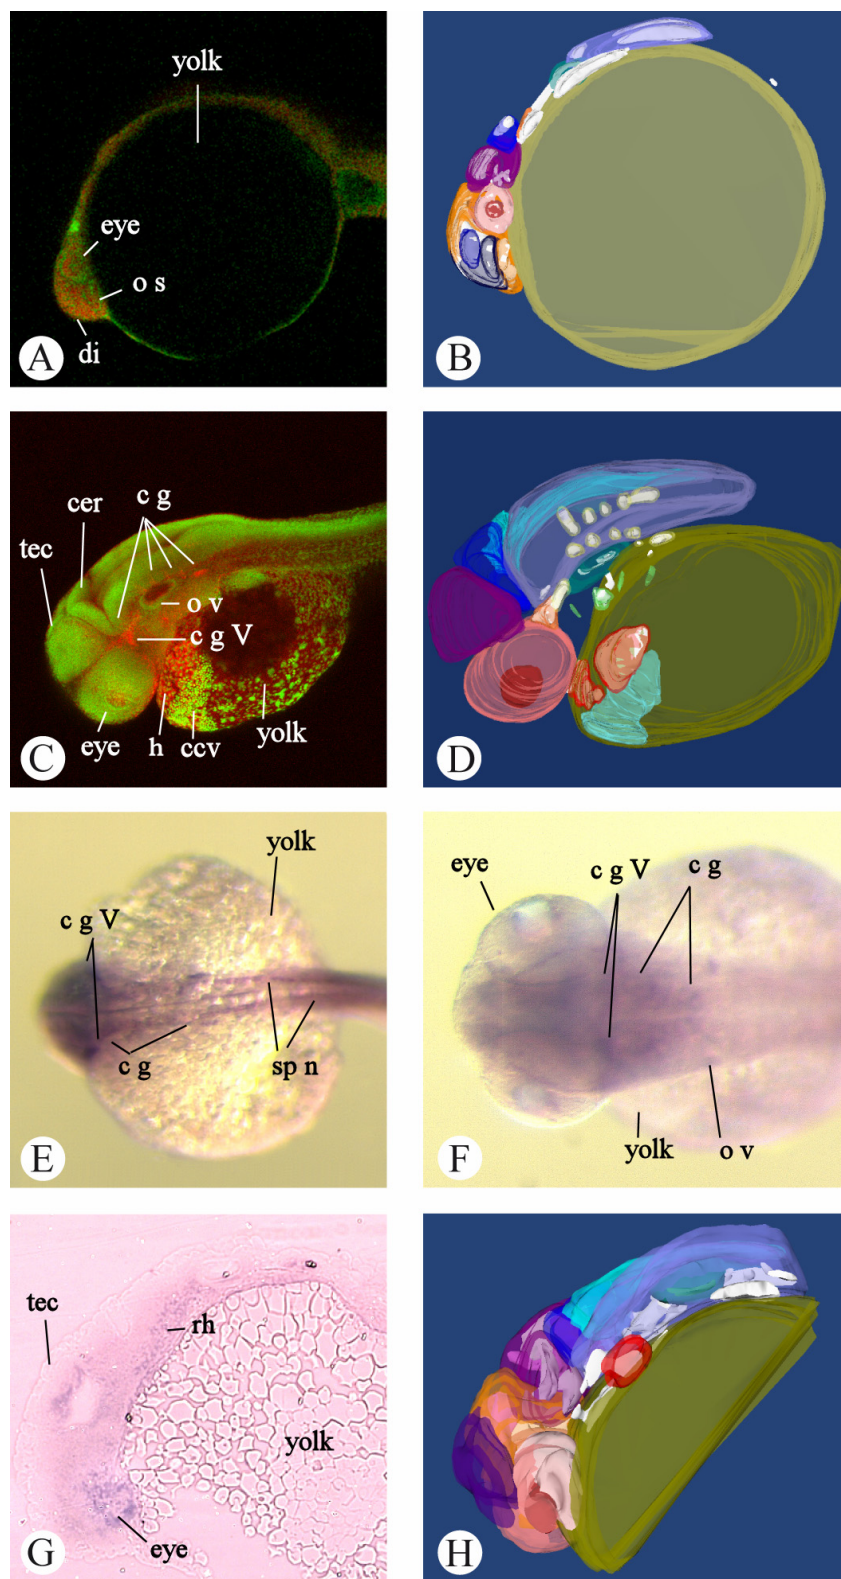 yolk
eye
o s
di
A
B
cer
c g
tec
o v
c g V
eye
h
ccv
yolk
C
D
yolk
c g V
c g
sp n
E
eye
c g V
c g
yolk
o v
F
tec
rh
yolk
eye
G
H